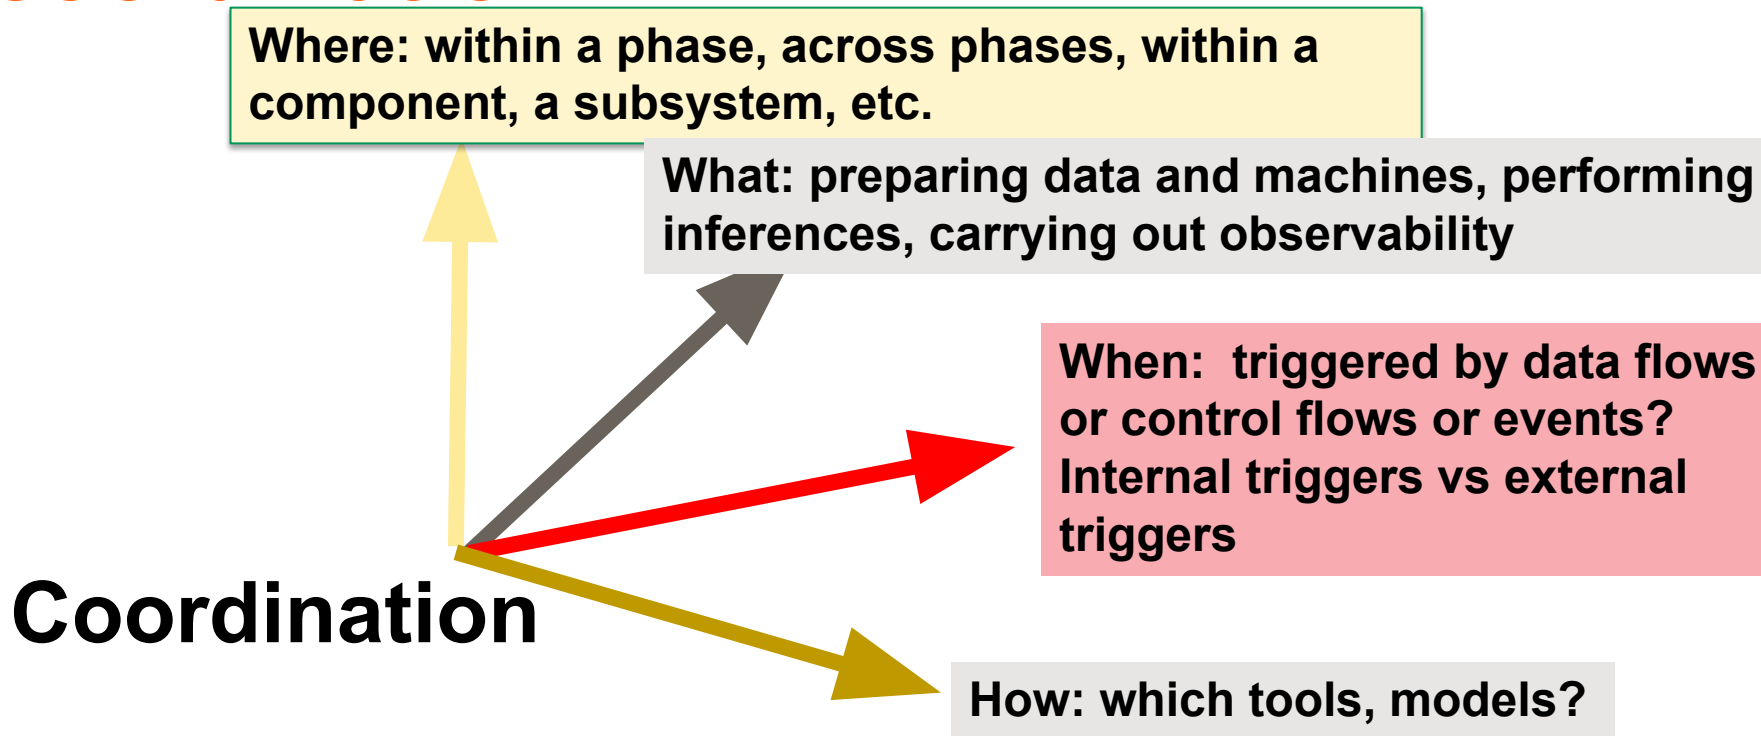 Where: within a phase, across phases, within a
component, a subsystem, etc.
What: preparing data and machines, performing
inferences, carrying out observability
When:  triggered by data flows
or control flows or events?
Internal triggers vs external
triggers
Coordination
How: which tools, models?